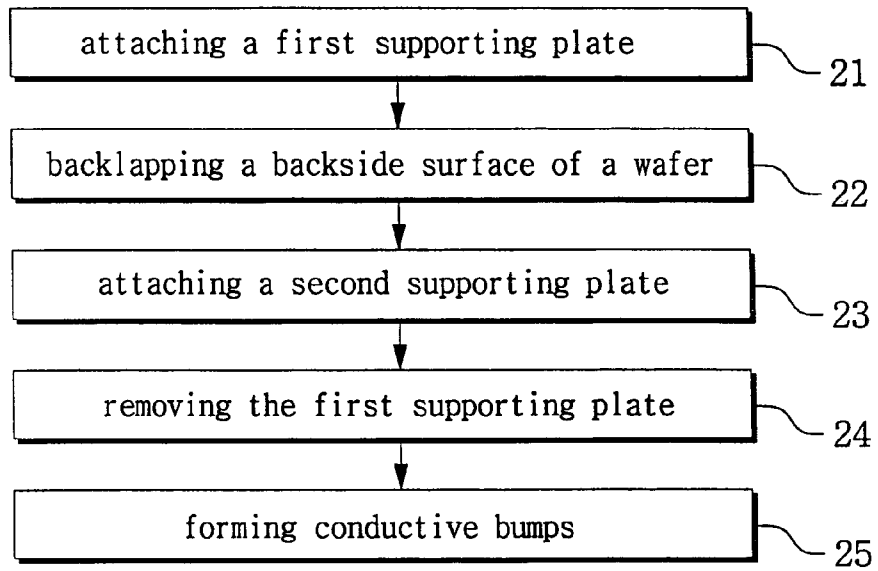 attaching a first supporting plate
21
backlapping a backside surface of a wafer
22
attaching a second supporting plate
23
removing the first supporting plate
24
forming conductive bumps
25